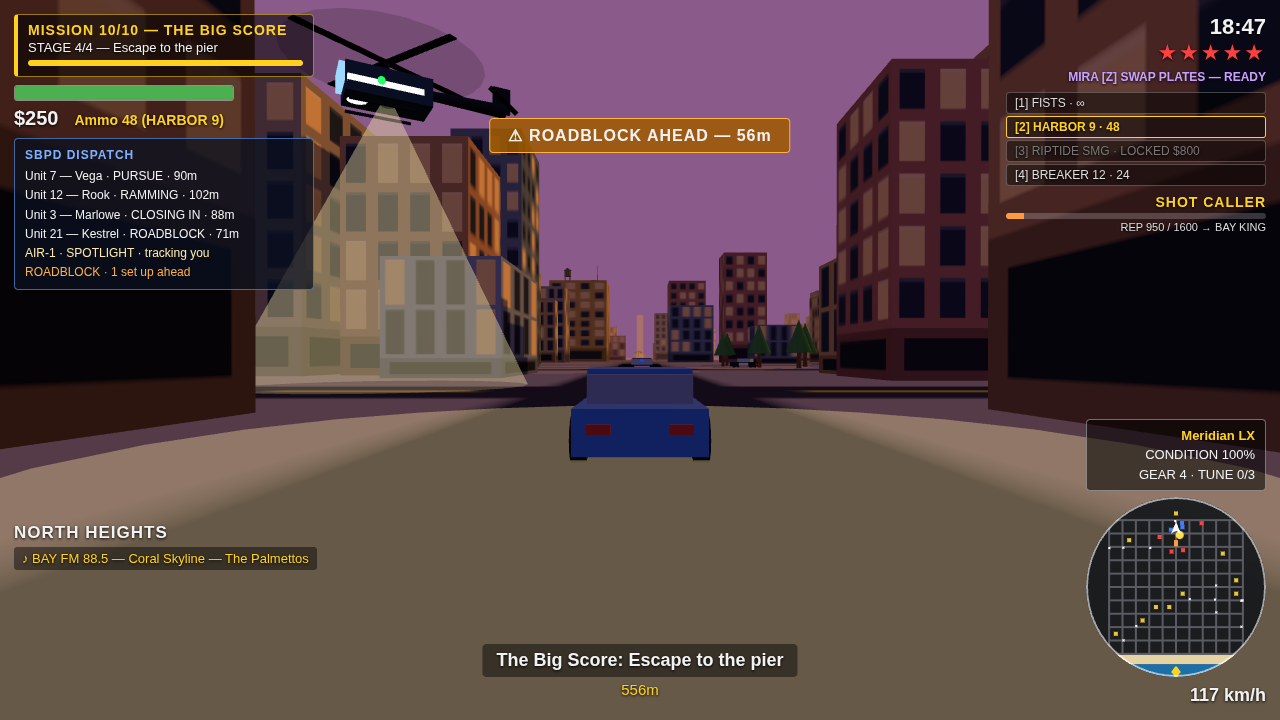 MISSION 10/10 — THE BIG SCORE
STAGE 4/4 — Escape to the pier
$250 Ammo 48 (HARBOR 9)
SBPD DISPATCH
Unit 7 — Vega · PURSUE · 90m
Unit 12 — Rook · RAMMING · 102m
Unit 3 — Marlowe · CLOSING IN · 88m
Unit 21 — Kestrel · ROADBLOCK · 71m
AIR-1 · SPOTLIGHT · tracking you
ROADBLOCK · 1 set up ahead
⚠ ROADBLOCK AHEAD — 56m
18:47
★★★★★
MIRA [Z] SWAP PLATES — READY
[1] FISTS · ∞
[2] HARBOR 9 · 48
[3] RIPTIDE SMG · LOCKED $800
[4] BREAKER 12 · 24
SHOT CALLER
REP 950 / 1600 → BAY KING
Meridian LX
CONDITION 100%
GEAR 4 · TUNE 0/3
NORTH HEIGHTS
♪ BAY FM 88.5 — Coral Skyline — The Palmettos
The Big Score: Escape to the pier
556m
117 km/h